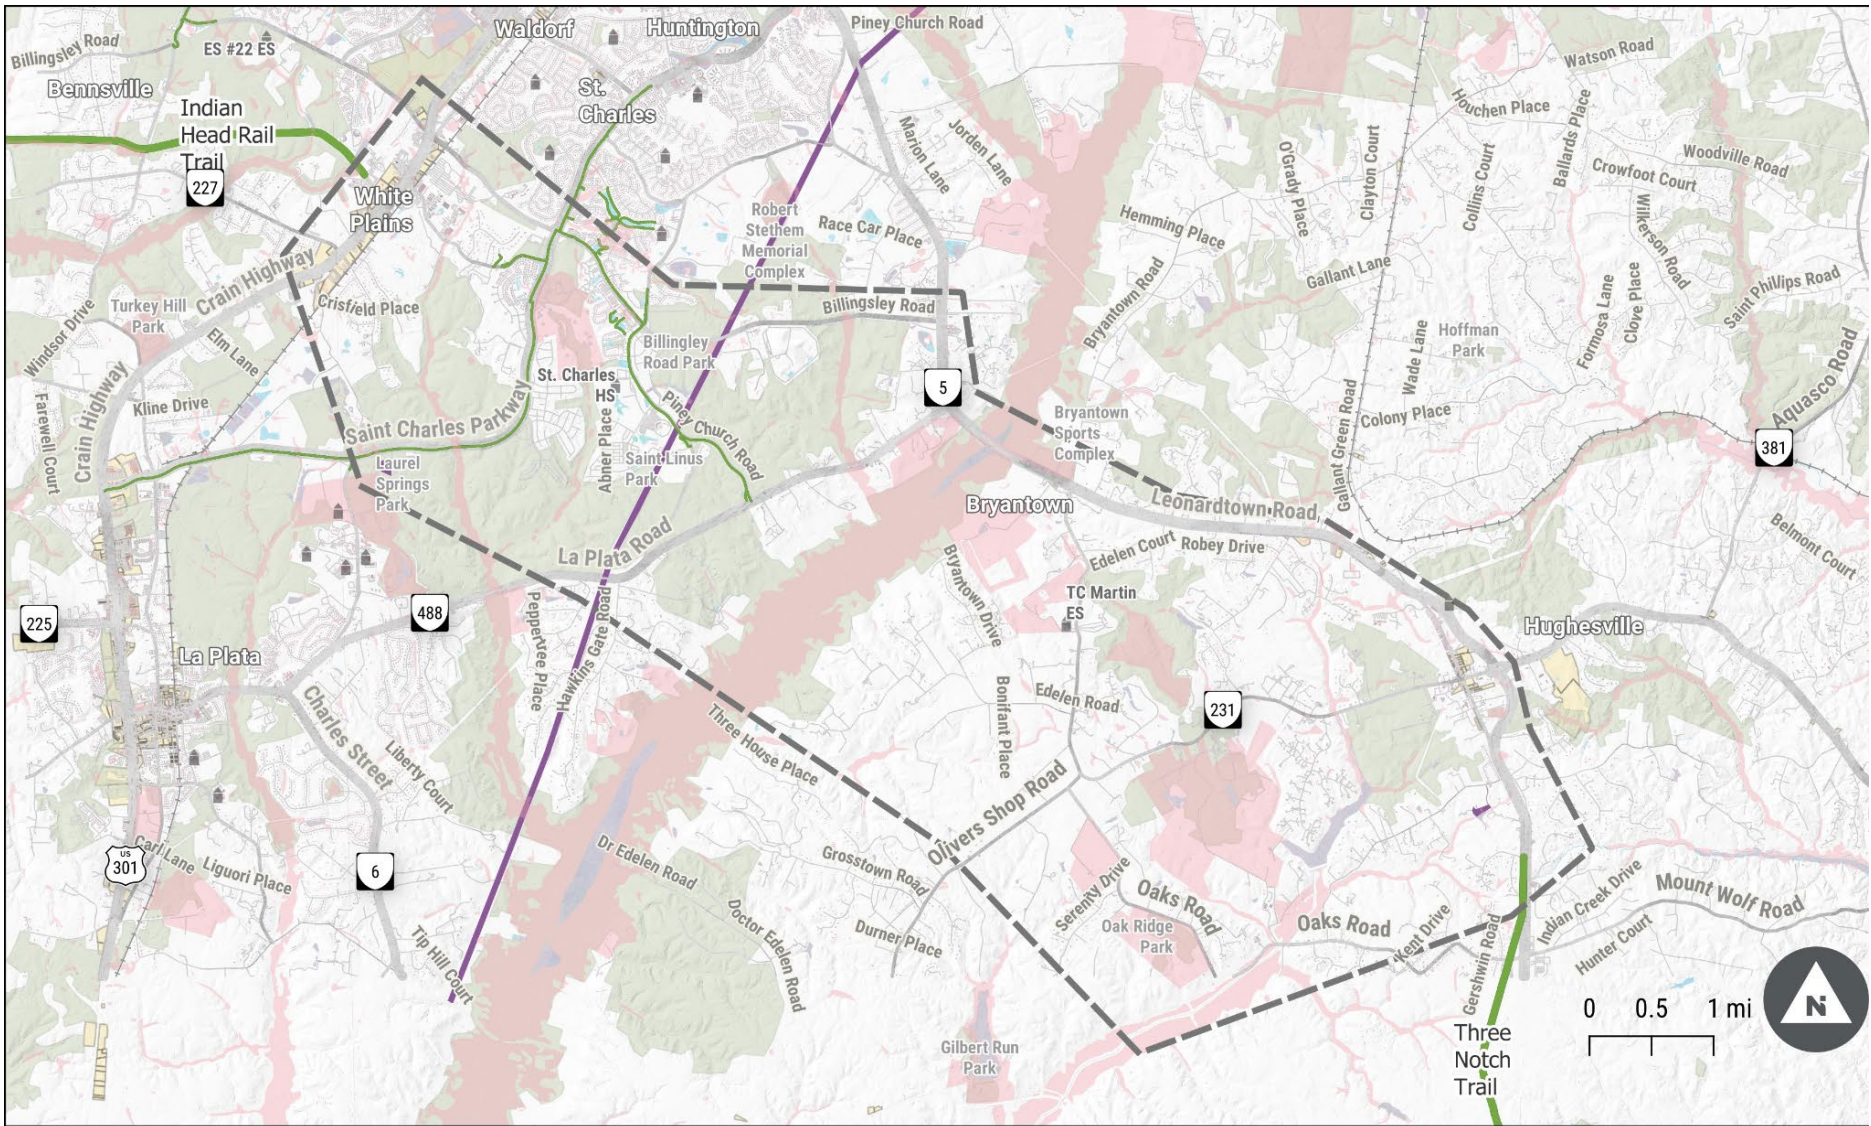 Waldorf
Huntington
Piney Church Road
Billingsley Road
ES #22 ES
Bennsville
Watson Road
St.
Charles
Houchen Place
Indian
Head Rail
Trail
227
White
Plains
Marion Lane
Jorden Lane
O'Grady Place
Clayton Court
Collins Court
Ballards Place
Woodville Road
Crowfoot Court
Wilkerson Road
Robert
Stethem
Memorial
Complex
Race Car Place
Hemming Place
Bryantown Road
Gallant Lane
Crain Highway
Crisfeld Place
Billingsley Road
Saint Phillips Road
Windsor Drive
Turkey Hill
Park
Elm Lane
Billingley
Road Park
Formosa Lane
Clove Place
Hoffman
Park
Wade Lane
Aquasco Road
Crain Highway
Kline Drive
Farewell Court
St. Charles
HS
5
Saint Charles Parkway
Abner Place
Piney Church Road
Bryantown
Sports
Complex
Gallant Green Road
Colony Place
381
Laurel
Springs
Park
Saint Linus
Park
Bryantown
Leonardtown Road
La Plata Road
Edelen Court
Robey Drive
Belmont Court
Bryantown Drive
TC Martin
ES
225
488
Peppertree Place
Hawkins Gate Road
Hughesville
La Plata
Charles Street
Liberty Court
Three House Place
Bonifant Place
Edelen Road
231
Olivers Shop Road
Dr Edelen Road
Grosstown Road
US
301
Carl Lane
Liguori Place
6
Serenity Drive
Oaks Road
Oaks Road
Kent Drive
Indian Creek Drive
Mount Wolf Road
Doctor Edelen Road
Durner Place
Oak Ridge
Park
Tip Hill Court
Gershwin Road
Hunter Court
Gilbert Run
Park
Three
Notch
Trail
0 0.5 1 mi
N